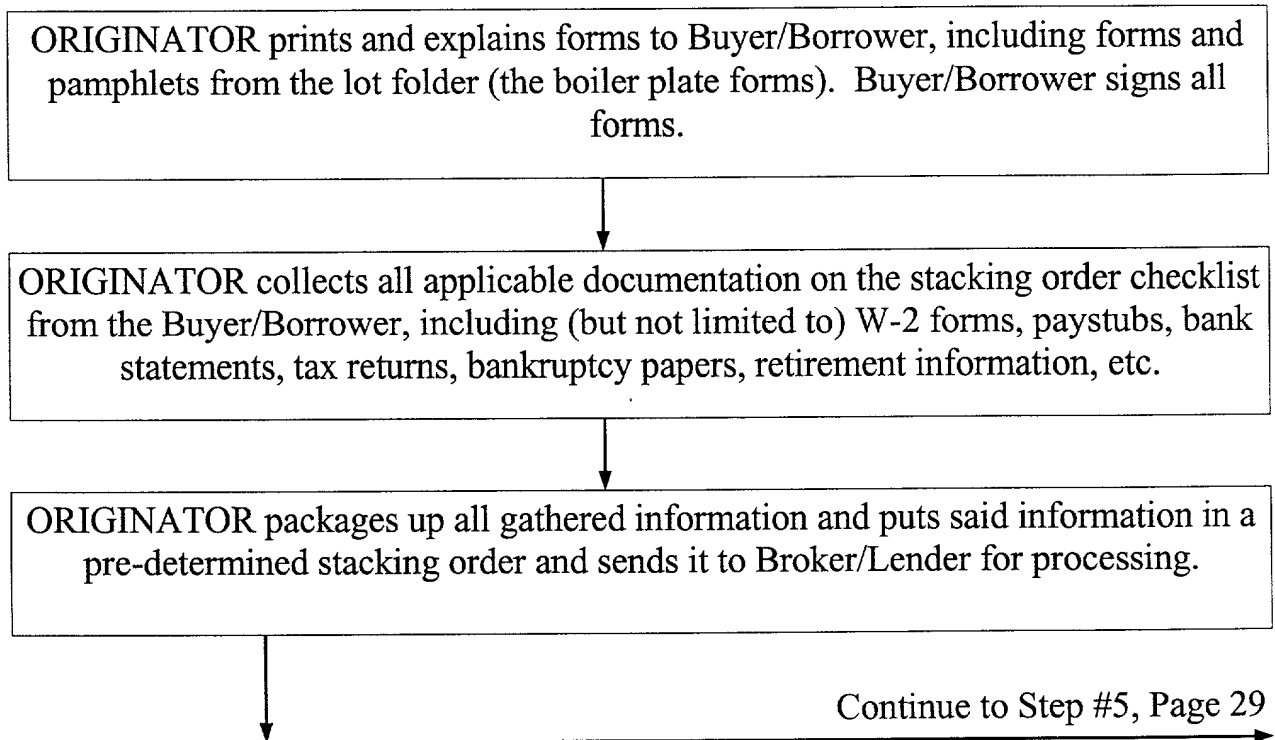 ORIGINATOR prints and explains forms to Buyer/Borrower, including forms and
pamphlets from the lot folder (the boiler plate forms).  Buyer/Borrower signs all
forms.
ORIGINATOR collects all applicable documentation on the stacking order checklist
from the Buyer/Borrower, including (but not limited to) W-2 forms, paystubs, bank
statements, tax returns, bankruptcy papers, retirement information, etc.
ORIGINATOR packages up all gathered information and puts said information in a
pre-determined stacking order and sends it to Broker/Lender for processing.
Continue to Step #5, Page 29